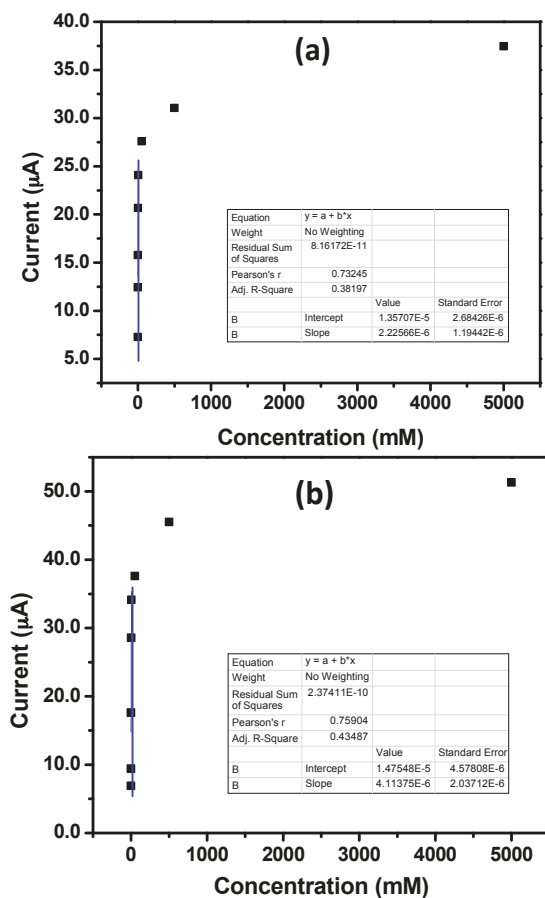 (a)
40.0
35.0
30.0
25.0
20.0
15.0
10.0
5.0
Current (μA)
Equation y = a + b*x
Weight No Weighting
Residual Sum of Squares 8.16172E-11
Pearson's r 0.73245
Adj. R-Square 0.38197
Value Standard Error
B Intercept 1.35707E-5 2.68426E-6
B Slope 2.22566E-6 1.19442E-6
0 1000 2000 3000 4000 5000
Concentration (mM)
(b)
50.0
40.0
30.0
20.0
10.0
0.0
Current (μA)
Equation y = a + b*x
Weight No Weighting
Residual Sum of Squares 2.37411E-10
Pearson's r 0.75904
Adj. R-Square 0.43487
Value Standard Error
B Intercept 1.47548E-5 4.57808E-6
B Slope 4.11375E-6 2.03712E-6
0 1000 2000 3000 4000 5000
Concentration (mM)